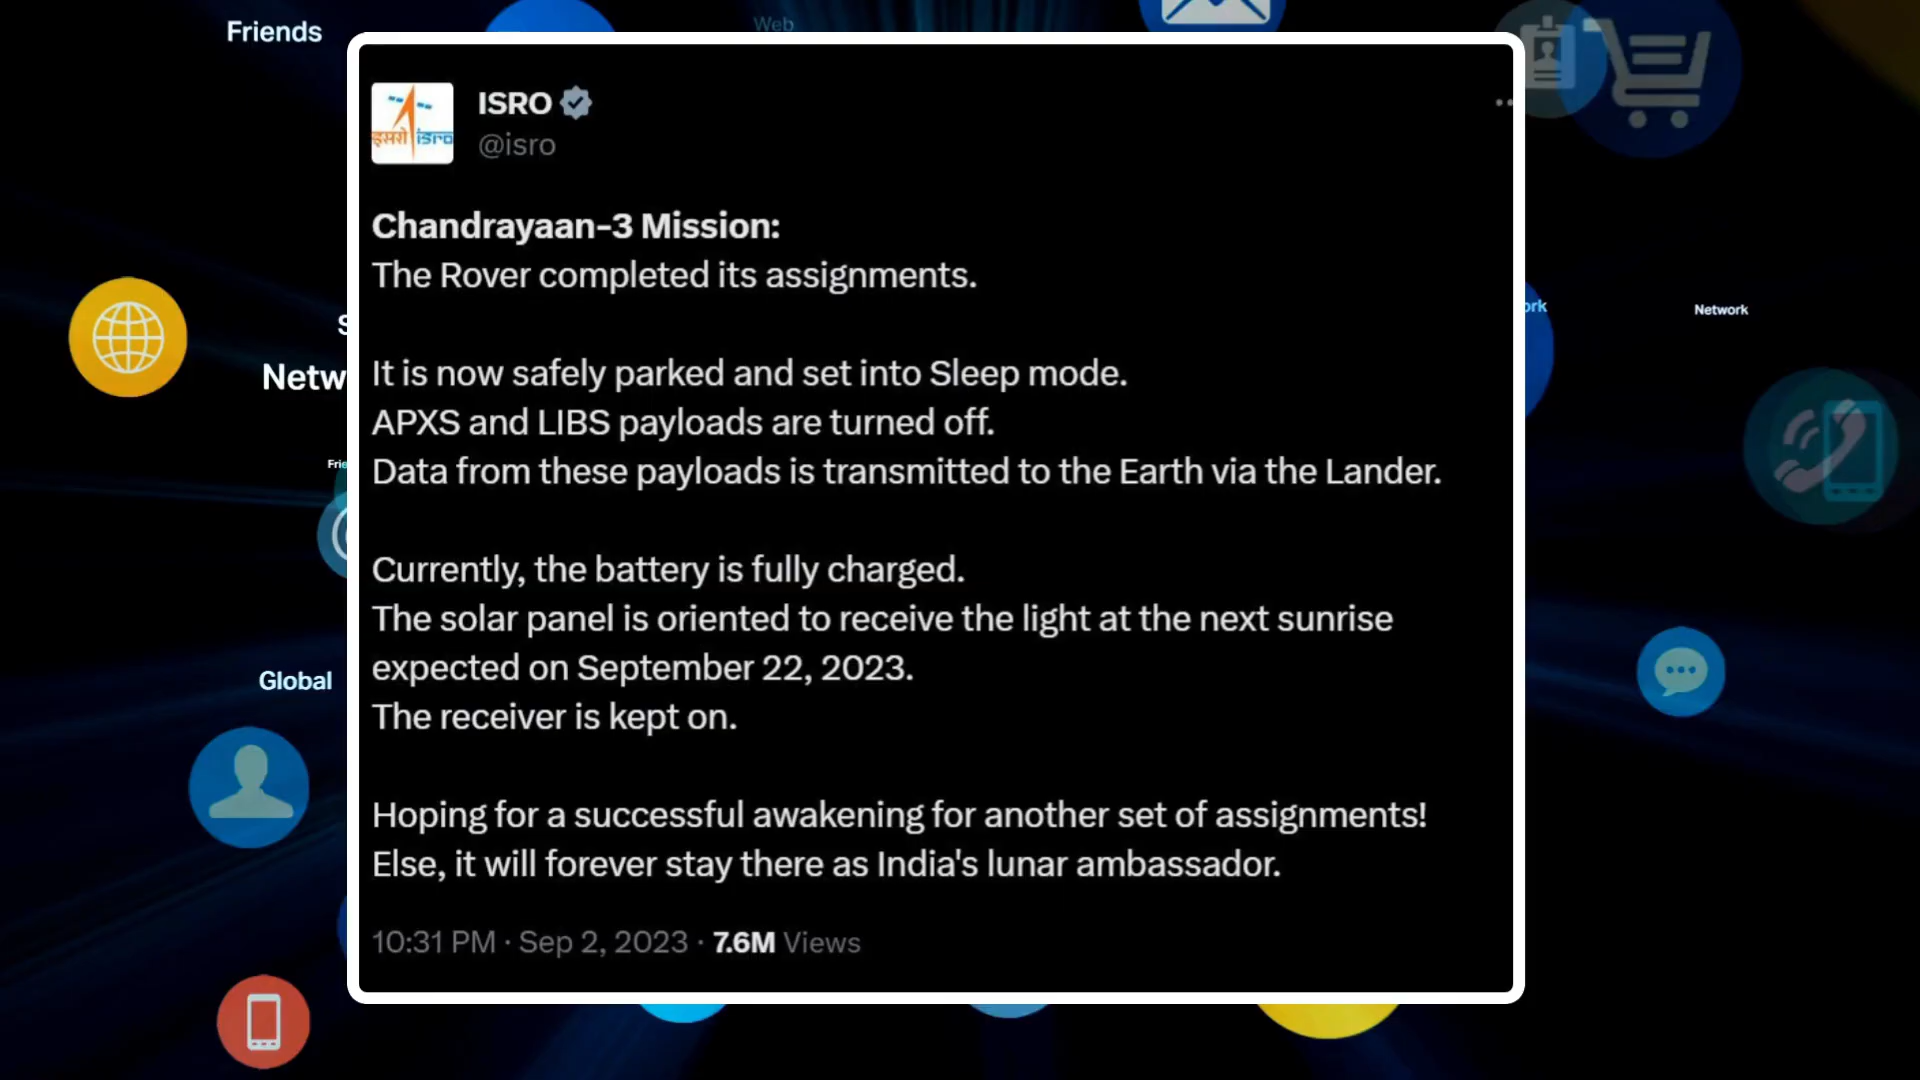 Friends
Web
ISRO
@isro
इसरो isro
Chandrayaan-3 Mission:
The Rover completed its assignments.
Network
It is now safely parked and set into Sleep mode.
APXS and LIBS payloads are turned off.
Data from these payloads is transmitted to the Earth via the Lander.
Currently, the battery is fully charged.
The solar panel is oriented to receive the light at the next sunrise
expected on September 22, 2023.
Global
The receiver is kept on.
Hoping for a successful awakening for another set of assignments!
Else, it will forever stay there as India's lunar ambassador.
10:31 PM · Sep 2, 2023 · 7.6M Views